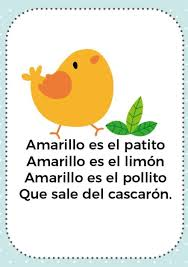 Amarillo es el patito
Amarillo es el limón
Amarillo es el pollito
Que sale del cascarón.